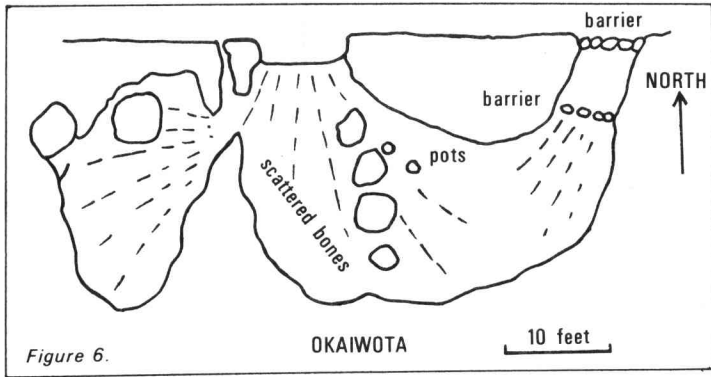 barrier
barrier
NORTH
pots
scattered bones
Figure 6.
OKAIWOTA
10 feet